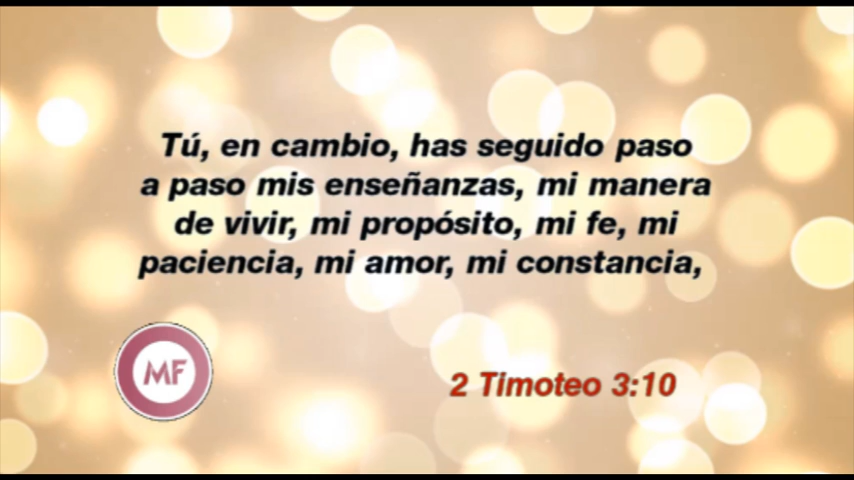 Tú, en cambio, has seguido paso
a paso mis enseñanzas, mi manera
de vivir, mi propósito, mi fe, mi
paciencia, mi amor, mi constancia,
MF
2 Timoteo 3:10